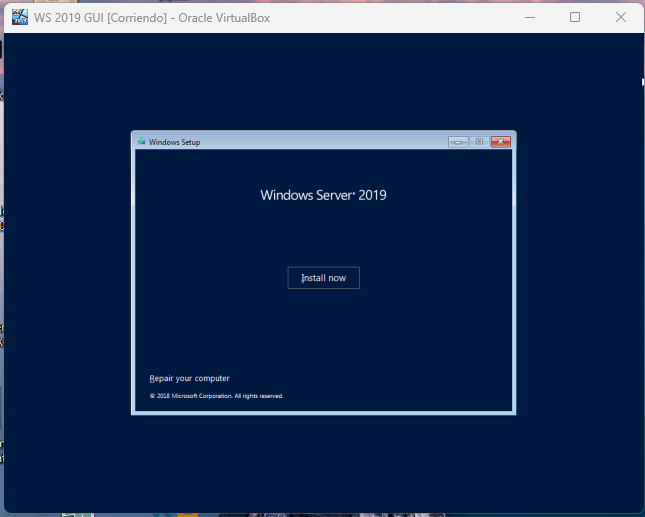 WS 2019 GUI [Corriendo] - Oracle VirtualBox
Windows Setup
Windows Server® 2019
Install now
Repair your computer
© 2018 Microsoft Corporation. All rights reserved.